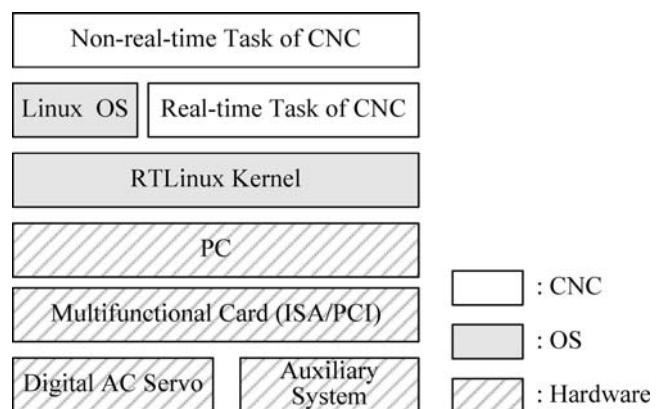 Non-real-time Task of CNC
Linux OS
Real-time Task of CNC
RTLinux Kernel
PC
Multifunctional Card (ISA/PCI)
Digital AC Servo
Auxiliary
System
: CNC
: OS
: Hardware